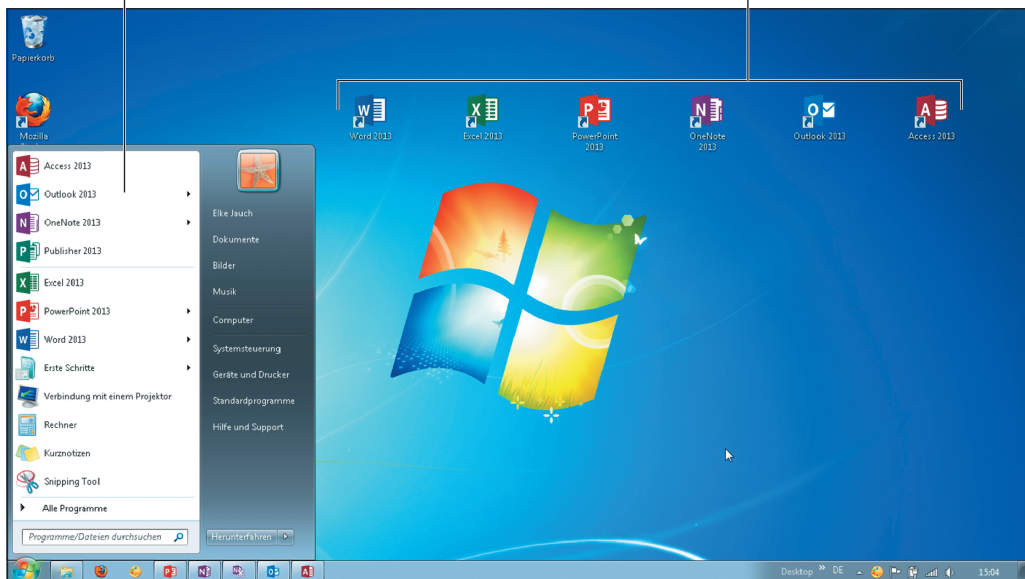 Papierkorb
Mozilla
Word 2013
Excel 2013
PowerPoint
2013
OneNote
2013
Outlook 2013
Access 2013
Access 2013
Outlook 2013
OneNote 2013
Publisher 2013
Excel 2013
PowerPoint 2013
Word 2013
Erste Schritte
Verbindung mit einem Projektor
Rechner
Kurznotizen
Snipping Tool
Alle Programme
Programme/Dateien durchsuchen
Elke Jauch
Dokumente
Bilder
Musik
Computer
Systemsteuerung
Geräte und Drucker
Standardprogramme
Hilfe und Support
Herunterfahren
Desktop » DE
15:04